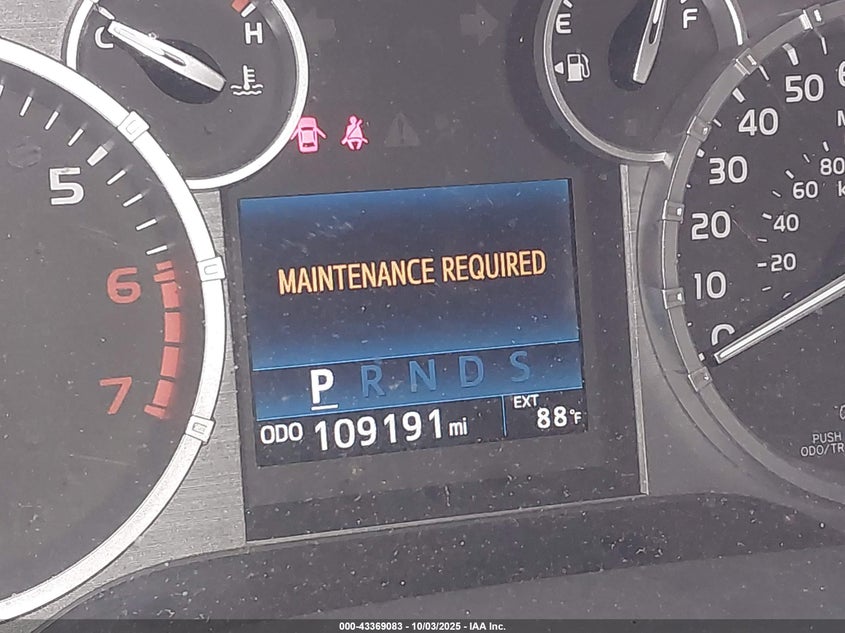 C
H
E
F
5
6
7
MAINTENANCE REQUIRED
P R N D S
ODO 109191 mi
EXT
88°F
50
40
30
20
10
0
80
60
40
20
PUSH
ODO/TR
000-43369083 - 10/03/2025 - IAA Inc.